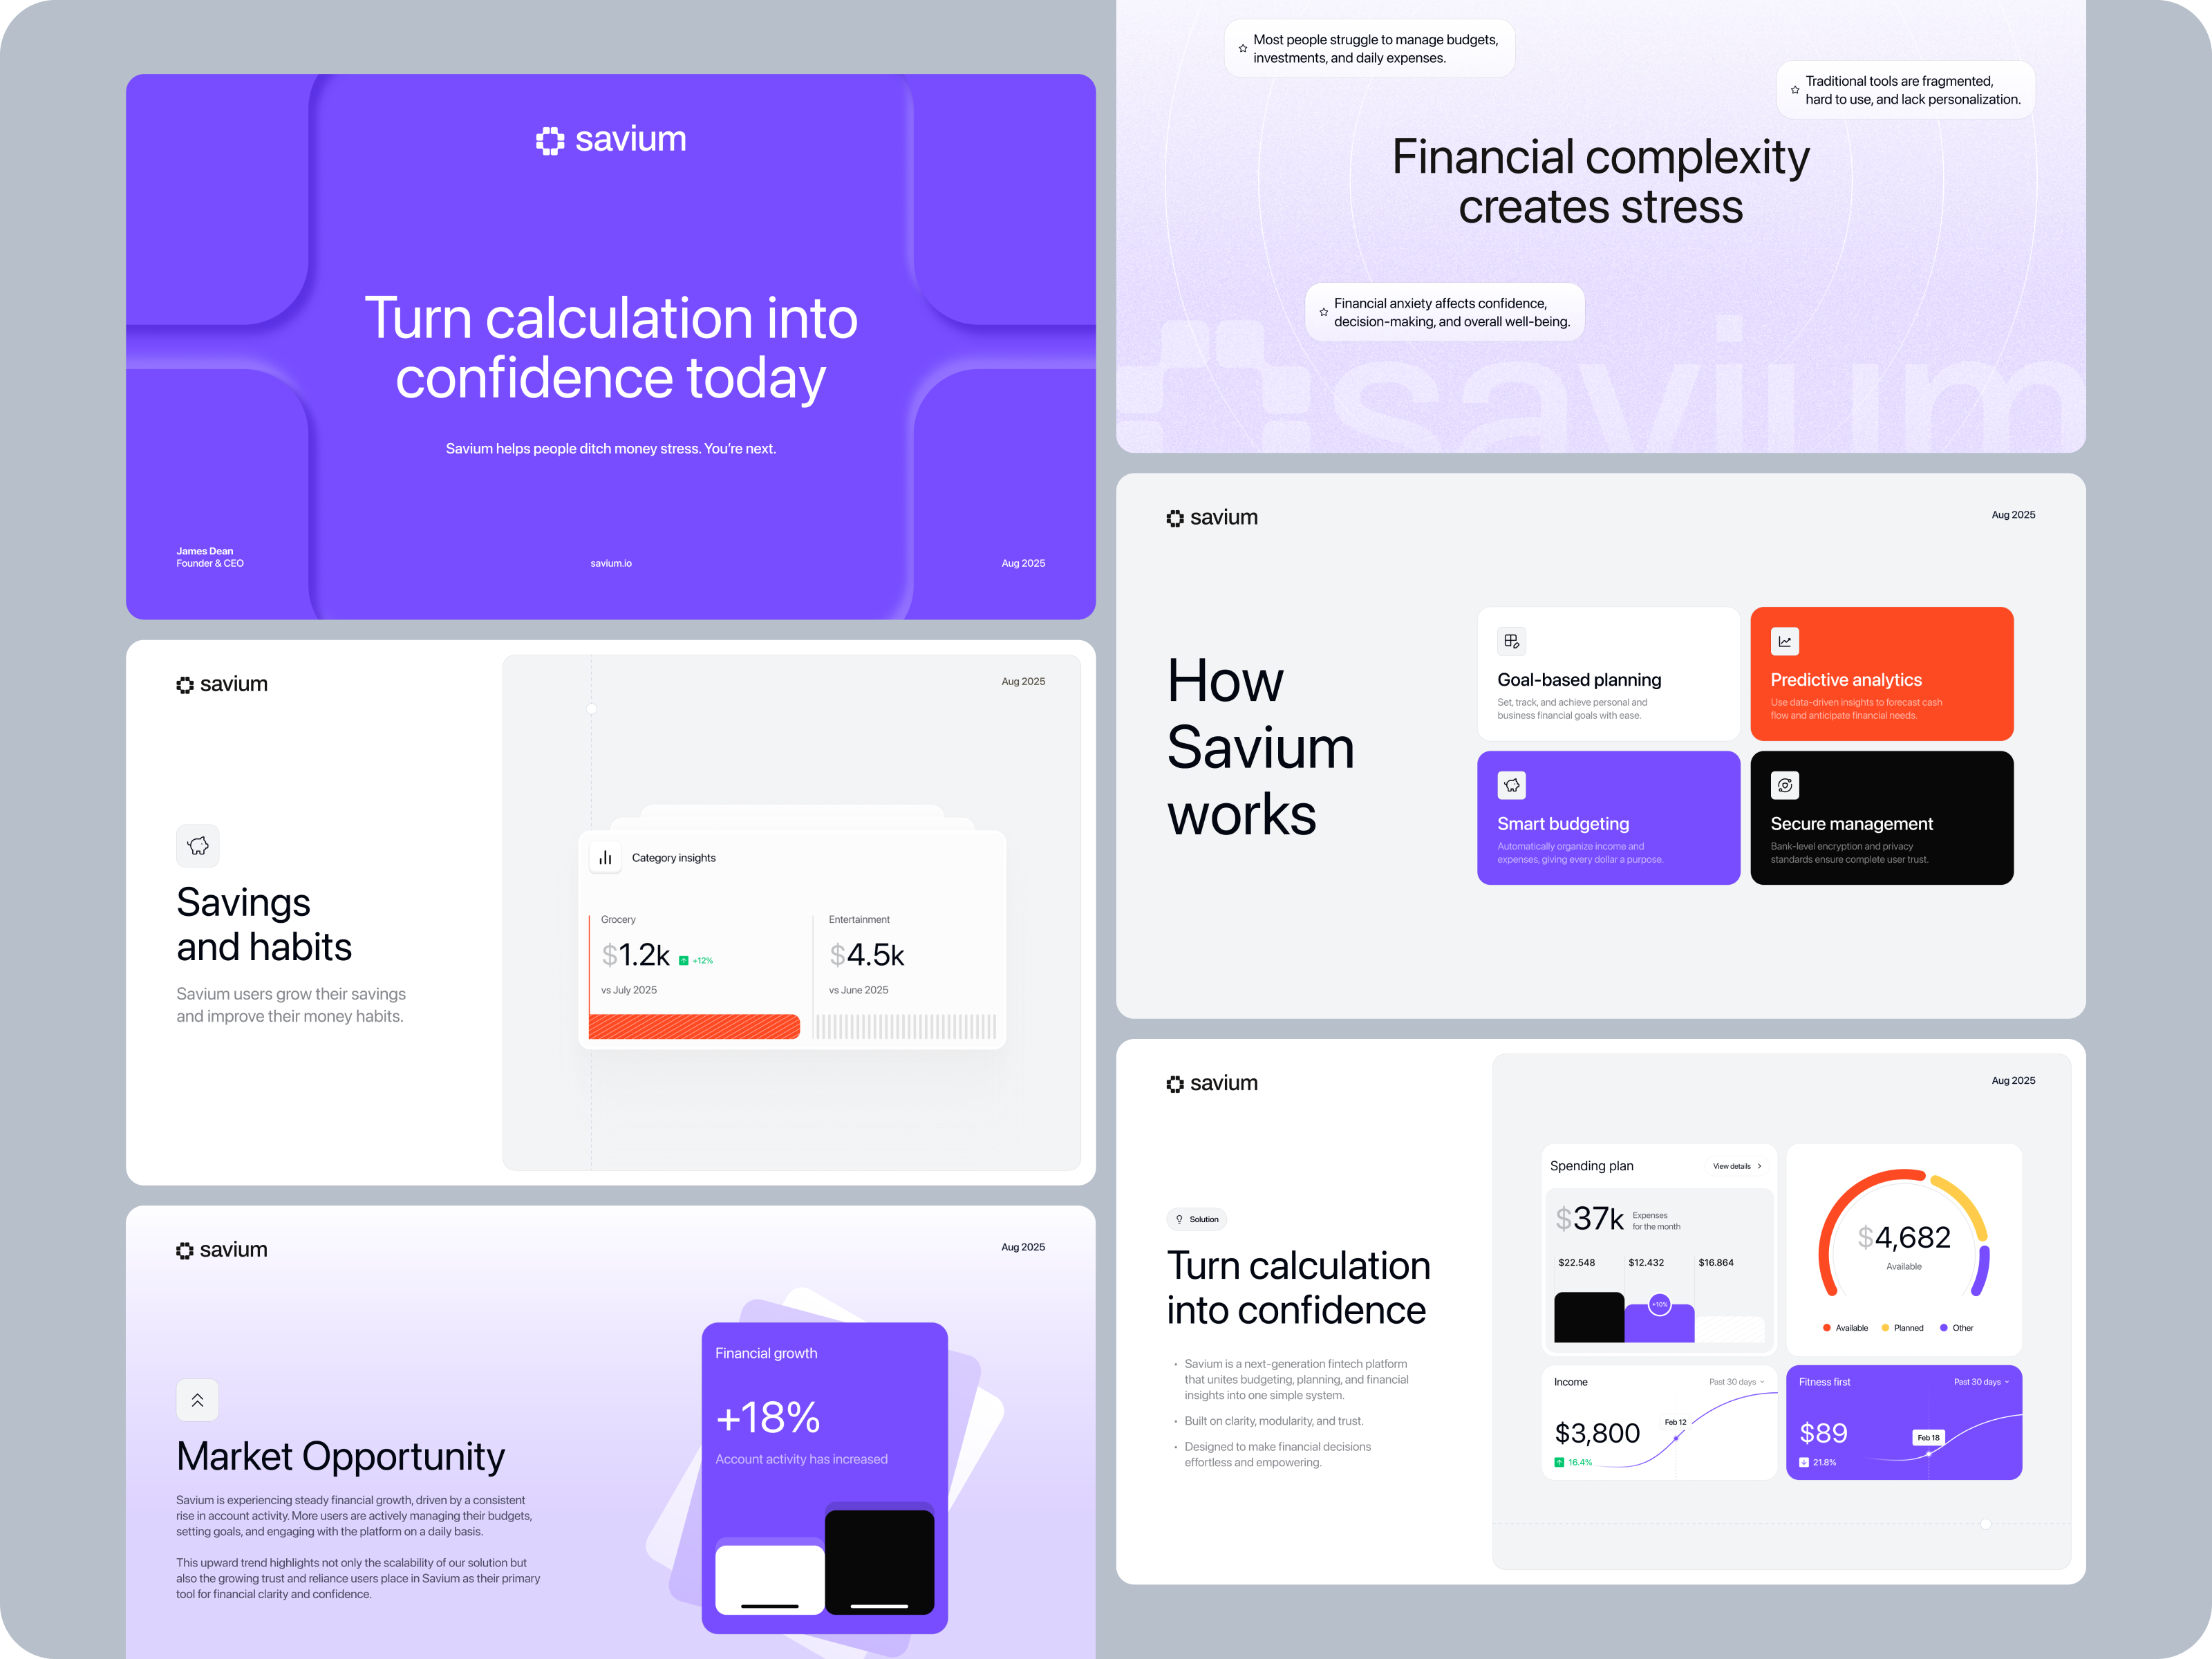 savium
Turn calculation into
confidence today
Savium helps people ditch money stress. You're next.
James Dean
Founder & CEO
savium.io
Aug 2025
savium
Aug 2025
Savings
and habits
Savium users grow their savings
and improve their money habits.
Category insights
Grocery
$1.2k
+12%
vs July 2025
Entertainment
$4.5k
vs June 2025
savium
Aug 2025
Market Opportunity
Savium is experiencing steady financial growth, driven by a consistent
rise in account activity. More users are actively managing their budgets,
setting goals, and engaging with the platform on a daily basis.
This upward trend highlights not only the scalability of our solution but
also the growing trust and reliance users place in Savium as their primary
tool for financial clarity and confidence.
Financial growth
+18%
Account activity has increased
Most people struggle to manage budgets,
investments, and daily expenses.
Traditional tools are fragmented,
hard to use, and lack personalization.
Financial complexity
creates stress
Financial anxiety affects confidence,
decision-making, and overall well-being.
savium
savium
Aug 2025
How
Savium
works
Goal-based planning
Set, track, and achieve personal and
business financial goals with ease.
Predictive analytics
Use data-driven insights to forecast cash
flow and anticipate financial needs.
Smart budgeting
Automatically organize income and
expenses, giving every dollar a purpose.
Secure management
Bank-level encryption and privacy
standards ensure complete user trust.
savium
Aug 2025
Solution
Turn calculation
into confidence
• Savium is a next-generation fintech platform
that unites budgeting, planning, and financial
insights into one simple system.
• Built on clarity, modularity, and trust.
• Designed to make financial decisions
effortless and empowering.
Spending plan
View details
$37k
Expenses
for the month
$22.548
$12.432
$16.864
+10%
$4,682
Available
Available
Planned
Other
Income
Past 30 days
$3,800
16.4%
Feb 12
Fitness first
Past 30 days
$89
21.8%
Feb 18